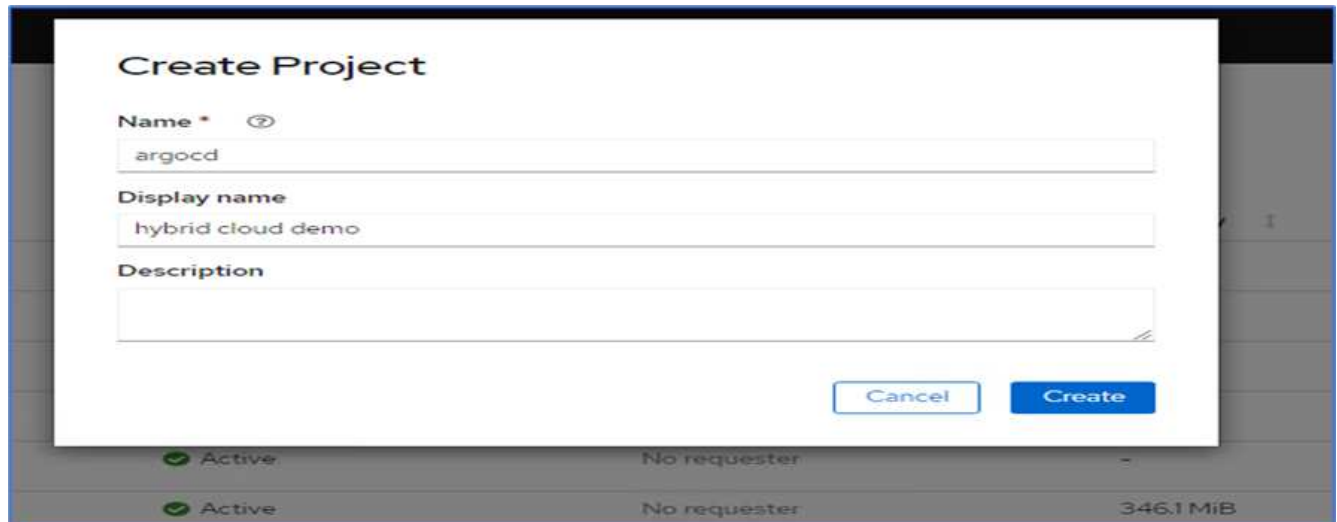 Create Project
Name *
argocd
Display name
hybrid cloud demo
Description
Cancel Create
Active No requester -
Active No requester 346.1 MiB